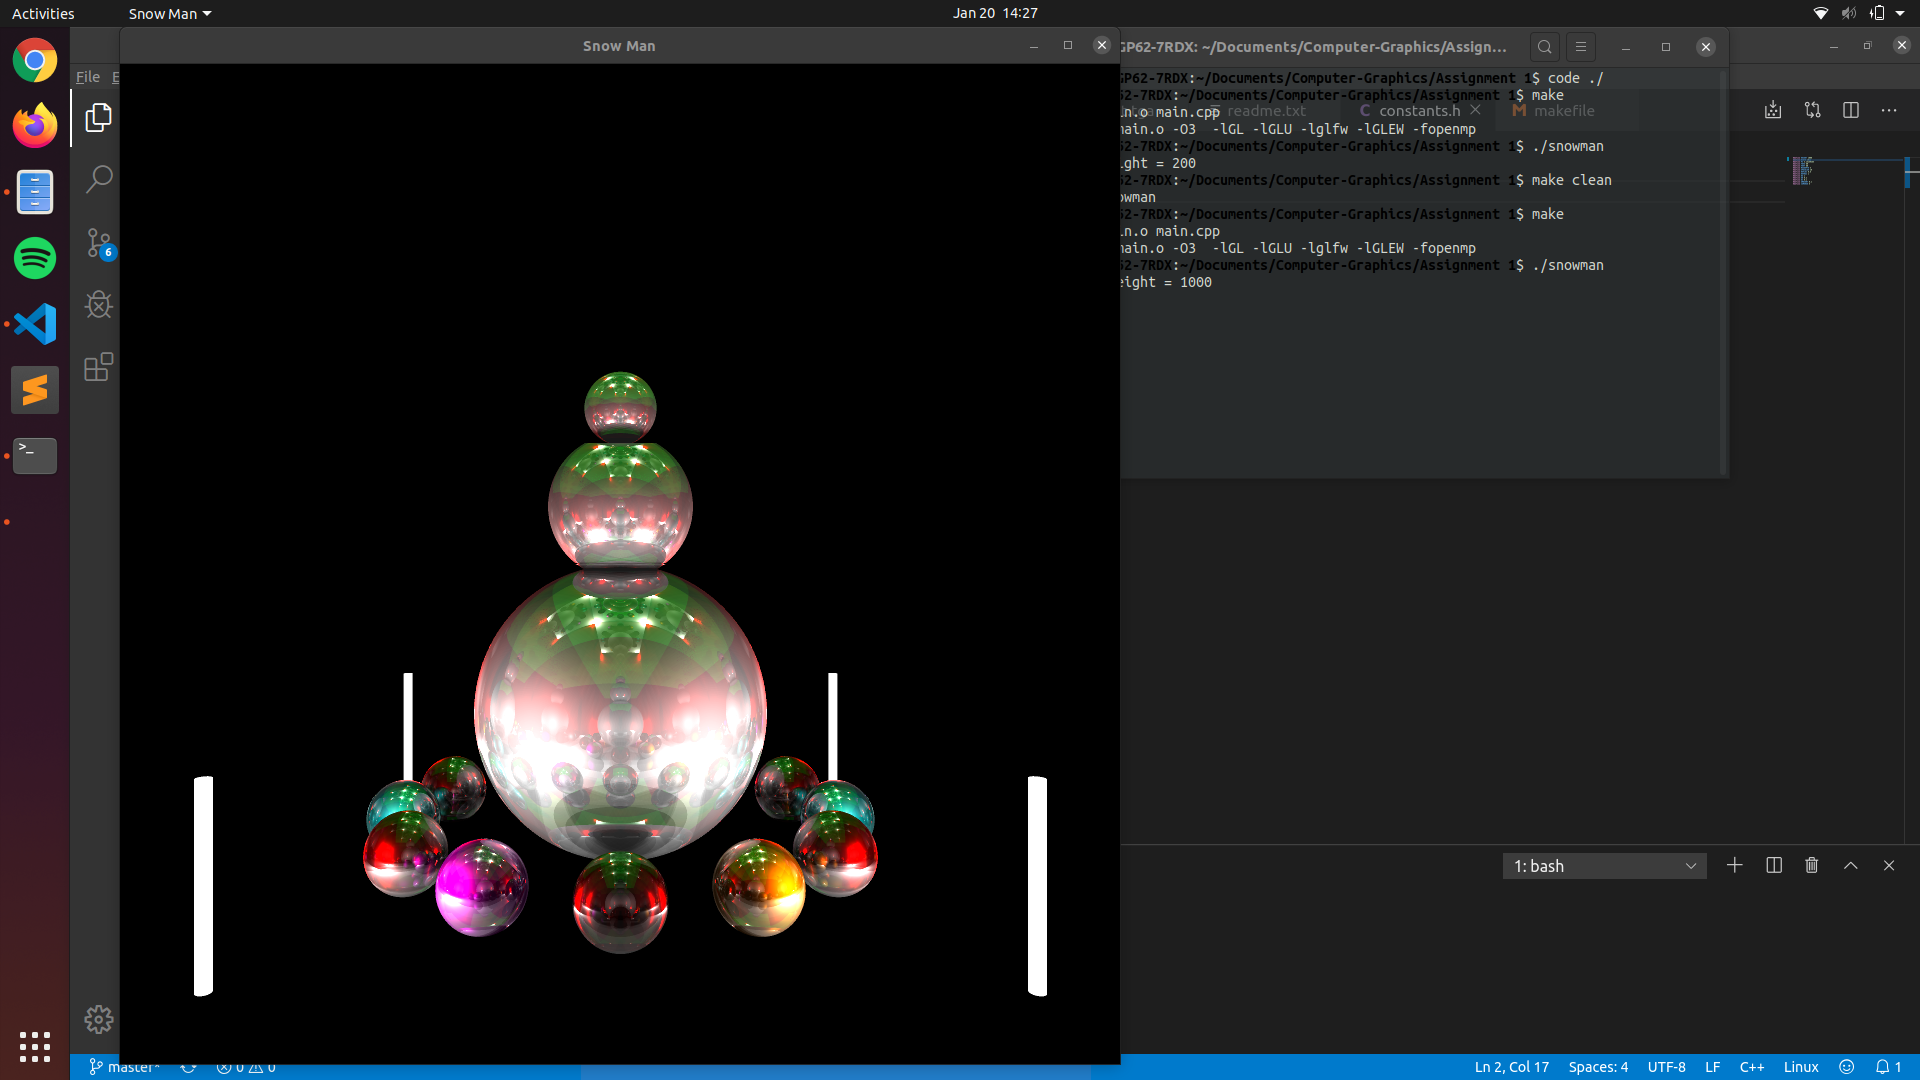 Activities
Snow Man
Jan 20 14:27
Snow Man
GP62-7RDX: ~/Documents/Computer-Graphics/Assign...
File E
GP62-7RDX:~/Documents/Computer-Graphics/Assignment 1$ code ./
62-7RDX:~/Documents/Computer-Graphics/Assignment 1$ make
readme.txt
constants.h
makefile
in.o main.cpp
main.o -O3 -lGL -lGLU -lglfw -lGLEW -fopenmp
62-7RDX:~/Documents/Computer-Graphics/Assignment 1$ ./snowman
ight = 200
62-7RDX:~/Documents/Computer-Graphics/Assignment 1$ make clean
owman
62-7RDX:~/Documents/Computer-Graphics/Assignment 1$ make
in.o main.cpp
main.o -O3 -lGL -lGLU -lglfw -lGLEW -fopenmp
62-7RDX:~/Documents/Computer-Graphics/Assignment 1$ ./snowman
eight = 1000
6
1: bash
master*
0 0
Ln 2, Col 17
Spaces: 4
UTF-8
LF
C++
Linux
1